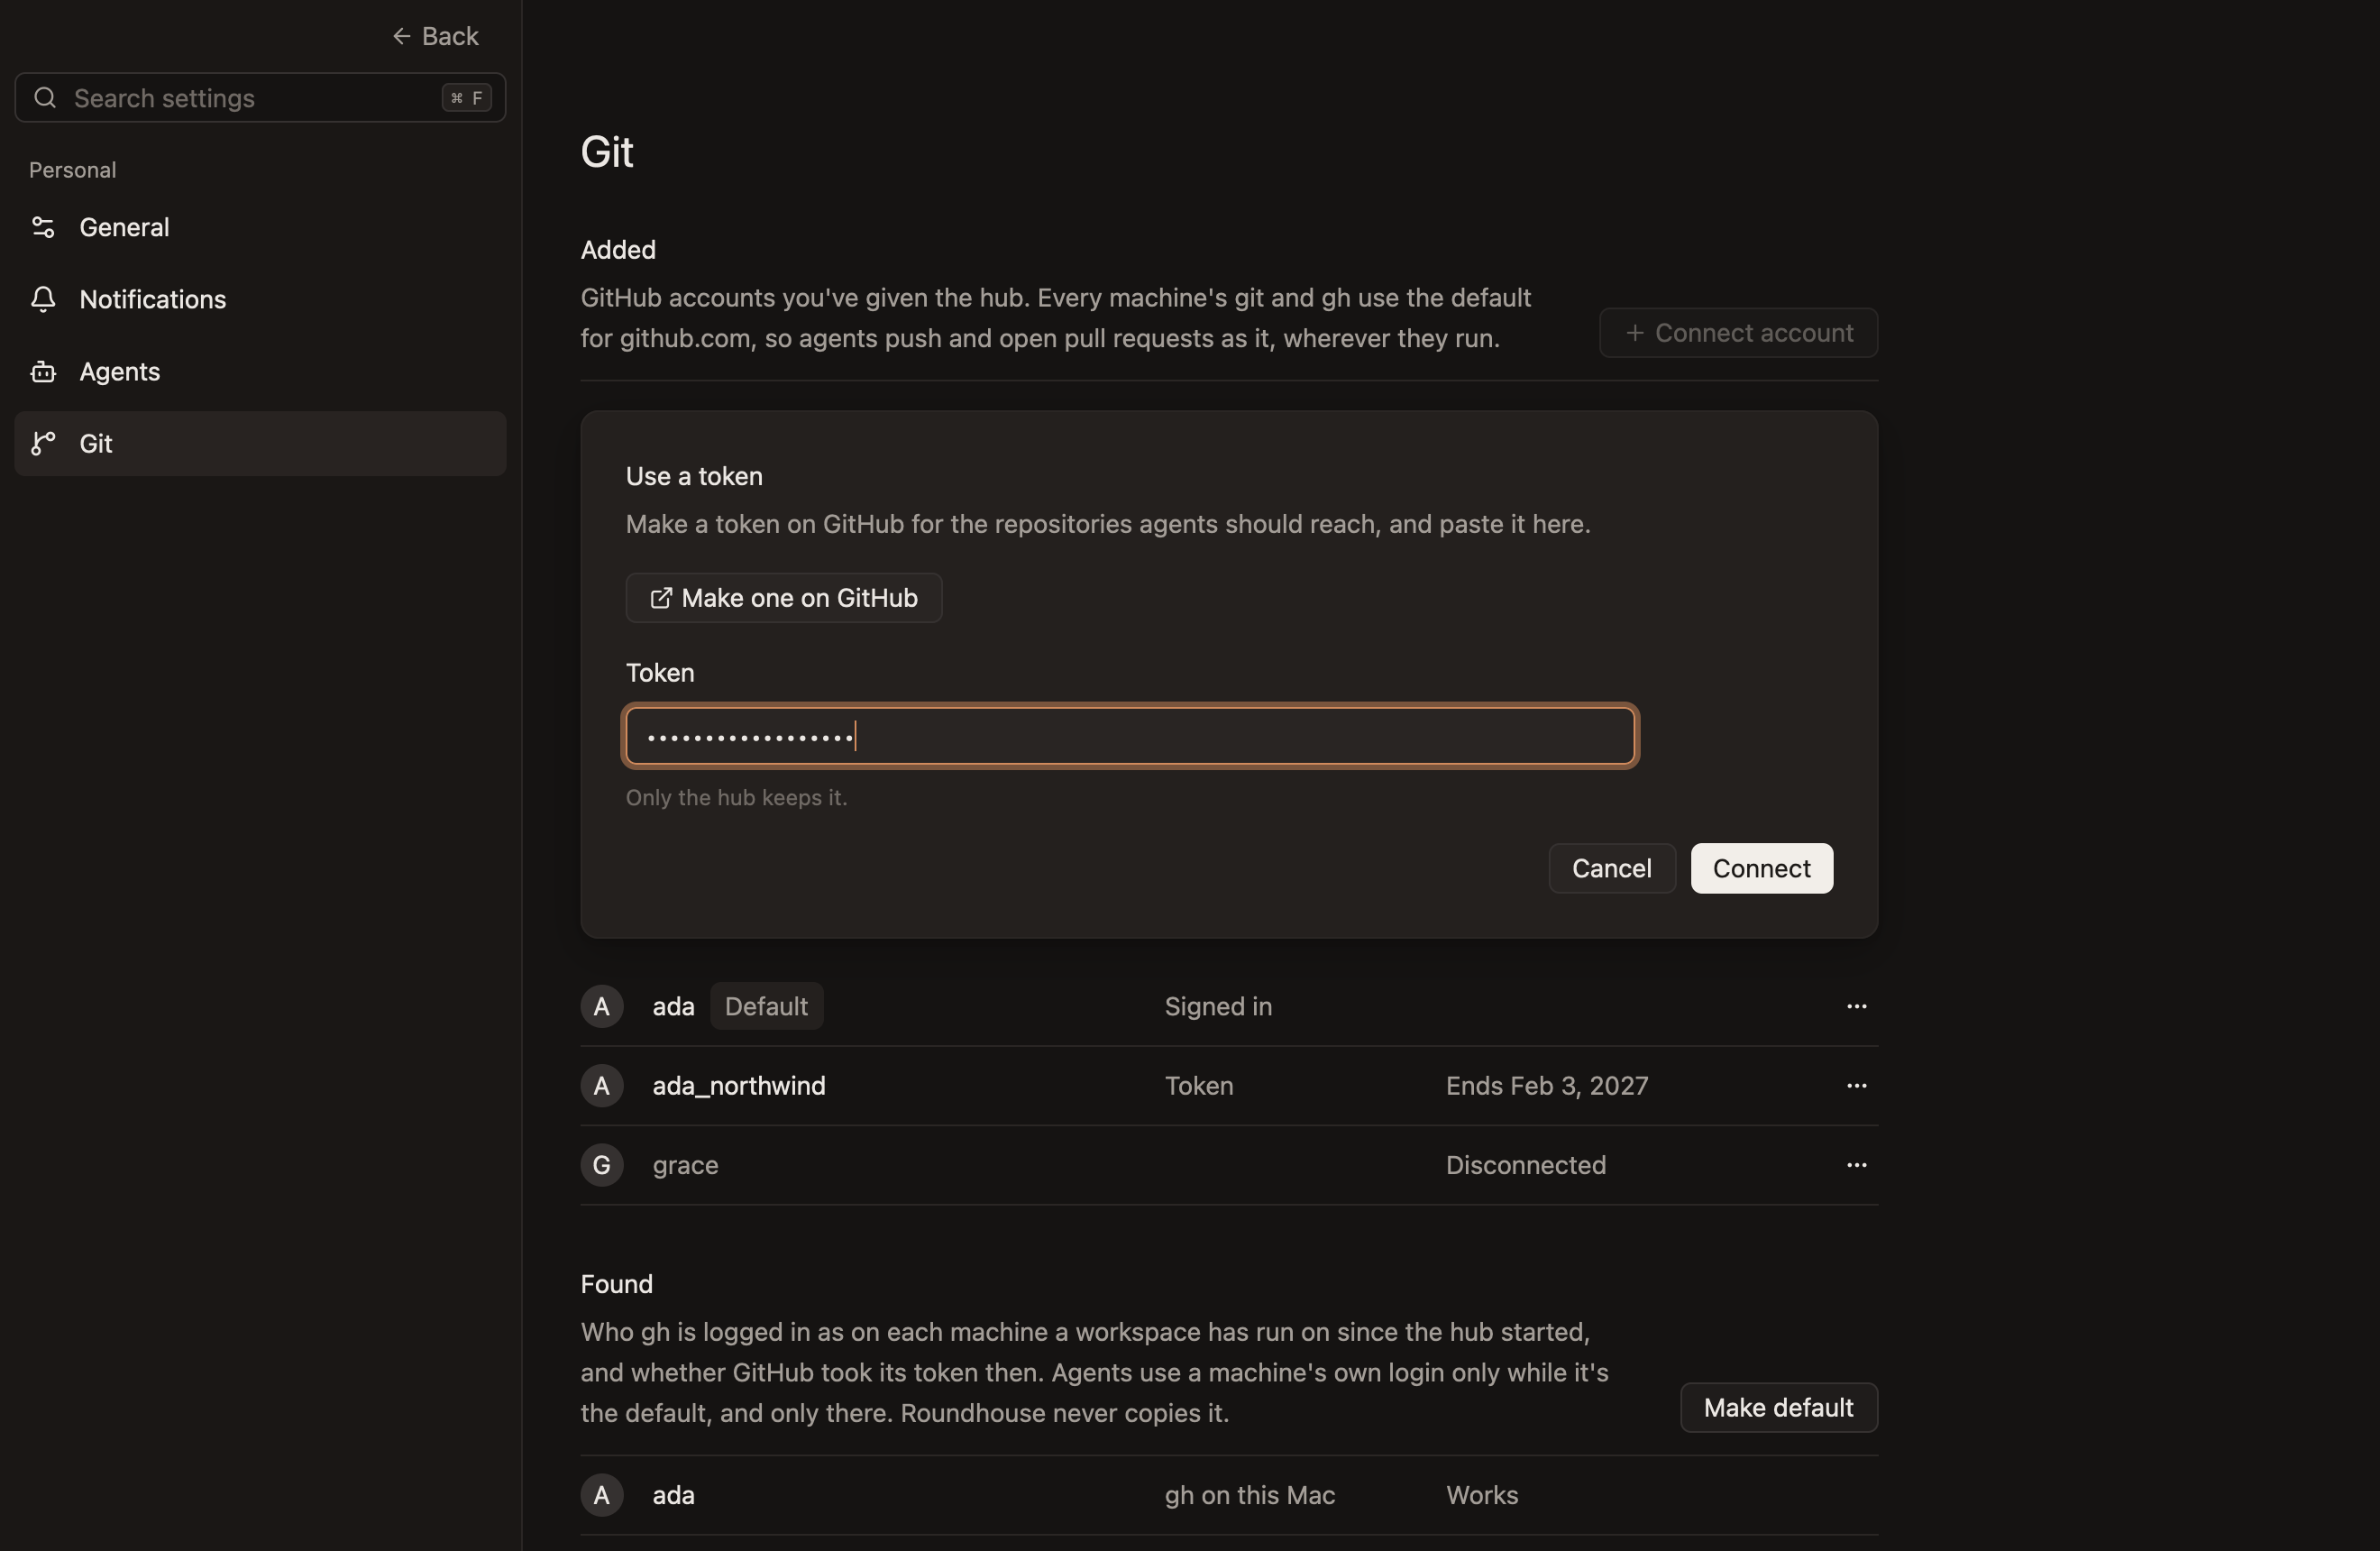 Back
Search settings
⌘ F
Personal
General
Notifications
Agents
Git
Git
Added
GitHub accounts you've given the hub. Every machine's git and gh use the default
for github.com, so agents push and open pull requests as it, wherever they run.
Connect account
Use a token
Make a token on GitHub for the repositories agents should reach, and paste it here.
Make one on GitHub
Token
••••••••••••••••••
Only the hub keeps it.
Cancel
Connect
A ada Default Signed in
A ada_northwind Token Ends Feb 3, 2027
G grace Disconnected
Found
Who gh is logged in as on each machine a workspace has run on since the hub started,
and whether GitHub took its token then. Agents use a machine's own login only while it's
the default, and only there. Roundhouse never copies it.
Make default
A ada gh on this Mac Works